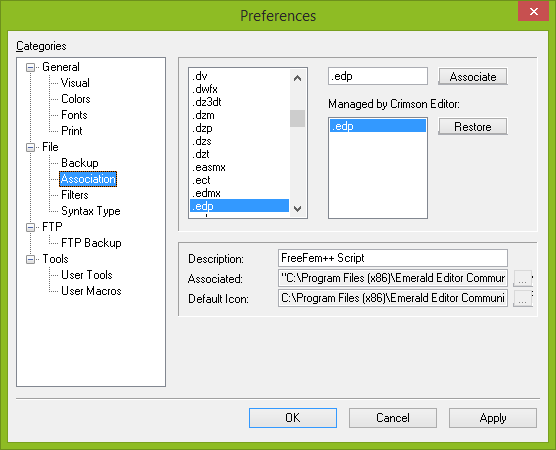 Preferences
Categories
General
Visual
Colors
Fonts
Print
File
Backup
Association
Filters
Syntax Type
FTP
FTP Backup
Tools
User Tools
User Macros
.dv
.dwfx
.dz3dt
.dzm
.dzp
.dzs
.dzt
.easmx
.ect
.edmx
.edp
.edp
Associate
Managed by Crimson Editor:
.edp
Restore
Description:
FreeFem++ Script
Associated:
"C:\Program Files (x86)\Emerald Editor Commur
...
Default Icon:
C:\Program Files (x86)\Emerald Editor Communi
...
OK
Cancel
Apply